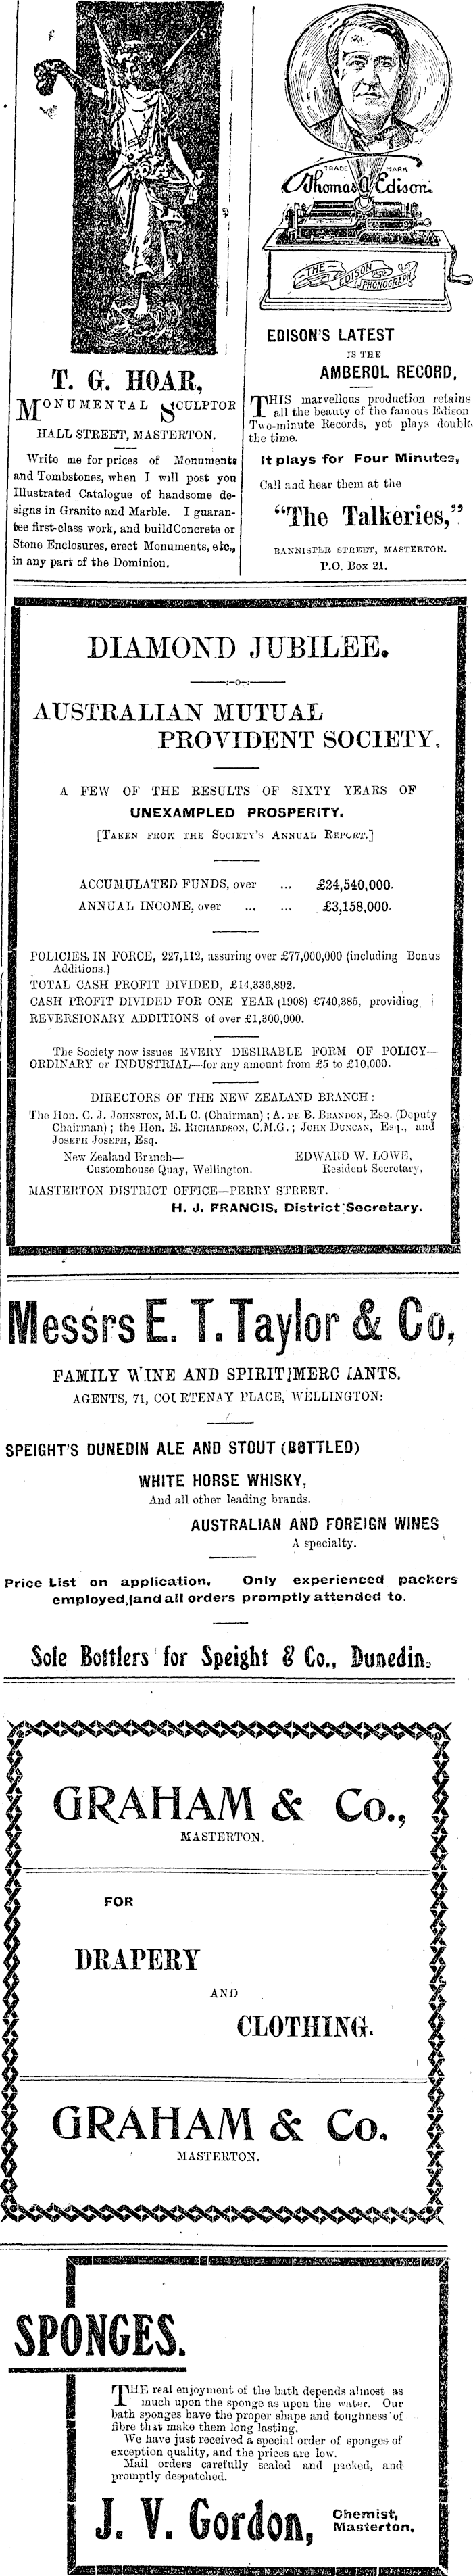 T. G. HOAR,
MONUMENTAL SCULPTOR
HALL STREET, MASTERTON.
Write me for prices of Monuments
and Tombstones, when I will post you
Illustrated Catalogue of handsome de-
signs in Granite and Marble. I guaran-
tee first-class work, and build Concrete or
Stone Enclosures, erect Monuments, etc.,
in any part of the Dominion.
TRADE MARK
Thomas A Edison
THE EDISON PHONOGRAPH
EDISON'S LATEST
IS THE
AMBEROL RECORD,
THIS marvellous production retains
all the beauty of the famous Edison
Two-minute Records, yet plays double
the time.
It plays for Four Minutes,
Call and hear them at the
"The Talkeries,"
BANNISTER STREET, MASTERTON.
P.O. Box 21.
DIAMOND JUBILEE.
AUSTRALIAN MUTUAL
PROVIDENT SOCIETY.
A FEW OF THE RESULTS OF SIXTY YEARS OF
UNEXAMPLED PROSPERITY.
[TAKEN FROM THE SOCIETY'S ANNUAL REPORT.]
ACCUMULATED FUNDS, over ... £24,540,000.
ANNUAL INCOME, over ... ... £3,158,000.
POLICIES IN FORCE, 227,112, assuring over £77,000,000 (including Bonus
Additions.)
TOTAL CASH PROFIT DIVIDED, £14,336,892.
CASH PROFIT DIVIDED FOR ONE YEAR (1908) £740,385, providing
REVERSIONARY ADDITIONS of over £1,300,000.
The Society now issues EVERY DESIRABLE FORM OF POLICY—
ORDINARY or INDUSTRIAL—for any amount from £5 to £10,000.
DIRECTORS OF THE NEW ZEALAND BRANCH:
The Hon. C. J. JOHNSTON, M.L C. (Chairman); A. DE B. BRANDON, ESQ. (Deputy
Chairman); the Hon. E. RICHARDSON, C.M.G.; JOHN DUNCAN, Esq., and
JOSEPH JOSEPH, Esq.
New Zealand Branch—
Customhouse Quay, Wellington.
EDWARD W. LOWE,
Resident Secretary,
MASTERTON DISTRICT OFFICE—PERRY STREET.
H. J. FRANCIS, District Secretary.
Messrs E. T. Taylor & Co,
FAMILY WINE AND SPIRIT MERC ANTS.
AGENTS, 71, COURTENAY PLACE, WELLINGTON:
SPEIGHT'S DUNEDIN ALE AND STOUT (BOTTLED)
WHITE HORSE WHISKY,
And all other leading brands.
AUSTRALIAN AND FOREIGN WINES
A specialty.
Price List on application. Only experienced packers
employed, and all orders promptly attended to.
Sole Bottlers for Speight & Co., Dunedin.
GRAHAM & Co.,
MASTERTON.
FOR
DRAPERY
AND
CLOTHING.
GRAHAM & Co.
MASTERTON.
SPONGES.
THE real enjoyment of the bath depends almost as
much upon the sponge as upon the water. Our
bath sponges have the proper shape and toughness of
fibre that make them long lasting.
We have just received a special order of sponges of
exception quality, and the prices are low.
Mail orders carefully sealed and packed, and
promptly despatched.
J. V. Gordon,
Chemist,
Masterton.